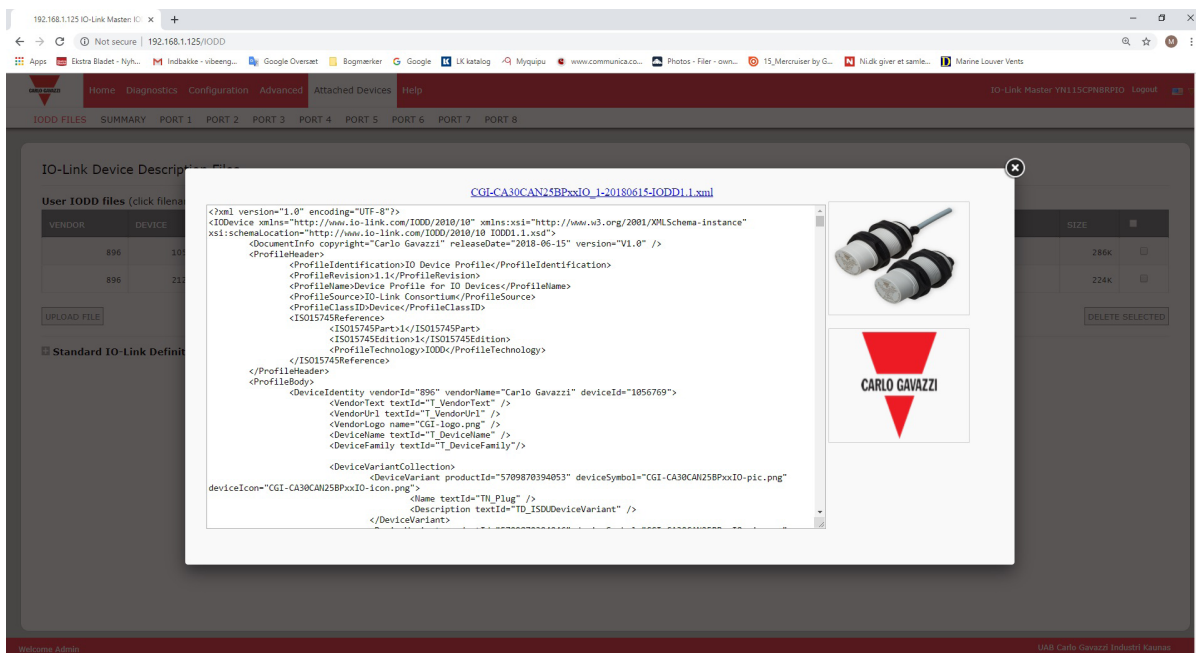 192.168.1.125 IO-Link Master: IO
Not secure | 192.168.1.125/IODD
M
Apps Ekstra Bladet - Nyh... Indbakke - vibeeng... Google Oversæt Bogmærker Google LK katalog Myquipu www.communica.co... Photos - Filer - own... 15_Mercruiser by G... Ni.dk giver et samle... Marine Louver Vents
CARLO GAVAZZI Home Diagnostics Configuration Advanced Attached Devices Help IO-Link Master YN115CPN8RPIO Logout
IODD FILES SUMMARY PORT 1 PORT 2 PORT 3 PORT 4 PORT 5 PORT 6 PORT 7 PORT 8
IO-Link Device Description Files
User IODD files (click filena
VENDOR DEVICE SIZE
896 105 286K
896 212 224K
UPLOAD FILE DELETE SELECTED
Standard IO-Link Definit
CGI-CA30CAN25BPxxIO_1-20180615-IODD1.1.xml
<?xml version="1.0" encoding="UTF-8"?>
<IODevice xmlns="http://www.io-link.com/IODD/2010/10" xmlns:xsi="http://www.w3.org/2001/XMLSchema-instance"
xsi:schemaLocation="http://www.io-link.com/IODD/2010/10 IODD1.1.xsd">
<DocumentInfo copyright="Carlo Gavazzi" releaseDate="2018-06-15" version="V1.0" />
<ProfileHeader>
<ProfileIdentification>IO Device Profile</ProfileIdentification>
<ProfileRevision>1.1</ProfileRevision>
<ProfileName>Device Profile for IO Devices</ProfileName>
<ProfileSource>IO-Link Consortium</ProfileSource>
<ProfileClassID>Device</ProfileClassID>
<ISO15745Reference>
<ISO15745Part>1</ISO15745Part>
<ISO15745Edition>1</ISO15745Edition>
<ProfileTechnology>IODD</ProfileTechnology>
</ISO15745Reference>
</ProfileHeader>
<ProfileBody>
<DeviceIdentity vendorId="896" vendorName="Carlo Gavazzi" deviceId="1056769">
<VendorText textId="T_VendorText" />
<VendorUrl textId="T_VendorUrl" />
<VendorLogo name="CGI-logo.png" />
<DeviceName textId="T_DeviceName" />
<DeviceFamily textId="T_DeviceFamily"/>
<DeviceVariantCollection>
<DeviceVariant productId="5709870394053" deviceSymbol="CGI-CA30CAN25BPxxIO-pic.png"
deviceIcon="CGI-CA30CAN25BPxxIO-icon.png">
<Name textId="TN_Plug" />
<Description textId="TD_ISDUDeviceVariant" />
</DeviceVariant>
CARLO GAVAZZI
Welcome Admin UAB Carlo Gavazzi Industri Kaunas